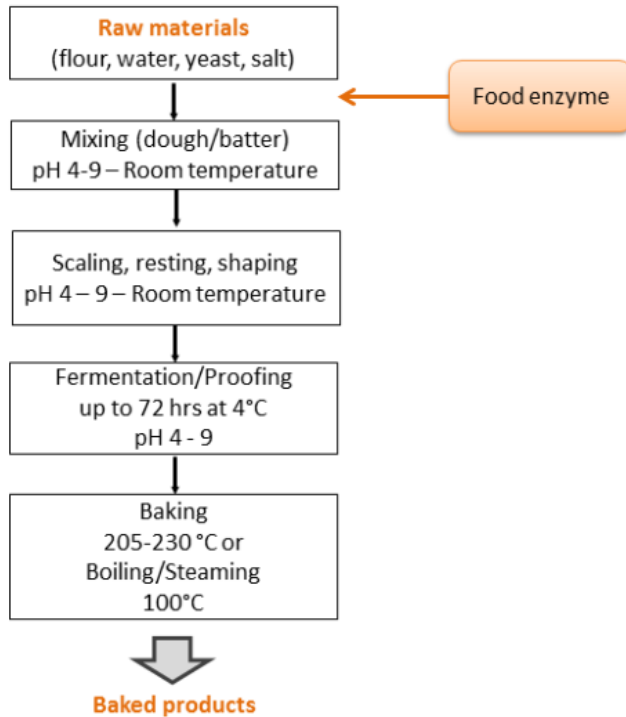 Raw materials
(flour, water, yeast, salt)
Food enzyme
Mixing (dough/batter)
pH 4-9 – Room temperature
Scaling, resting, shaping
pH 4 – 9 – Room temperature
Fermentation/Proofing
up to 72 hrs at 4°C
pH 4 - 9
Baking
205-230 °C or
Boiling/Steaming
100°C
Baked products